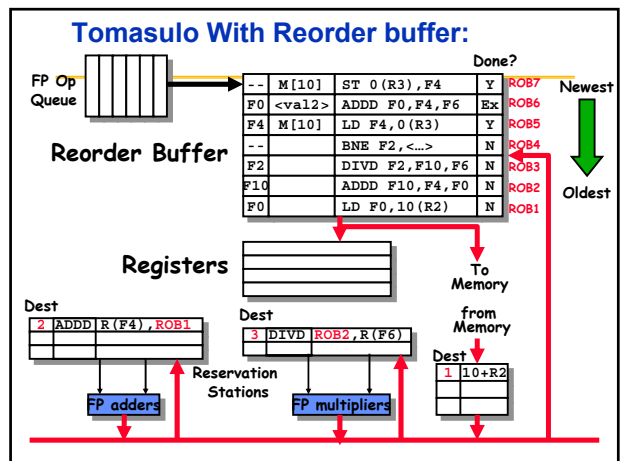 Tomasulo With Reorder buffer:
Done?
FP Op
Queue
-- M[10] ST 0(R3),F4 Y ROB7
F0 <val2> ADDD F0,F4,F6 Ex ROB6
F4 M[10] LD F4,0(R3) Y ROB5
-- BNE F2,<…> N ROB4
F2 DIVD F2,F10,F6 N ROB3
F10 ADDD F10,F4,F0 N ROB2
F0 LD F0,10(R2) N ROB1
Newest
Oldest
Reorder Buffer
Registers
To
Memory
from
Memory
Dest
2 ADDD R(F4),ROB1
Dest
3 DIVD ROB2,R(F6)
Dest
1 10+R2
Reservation
Stations
FP adders
FP multipliers